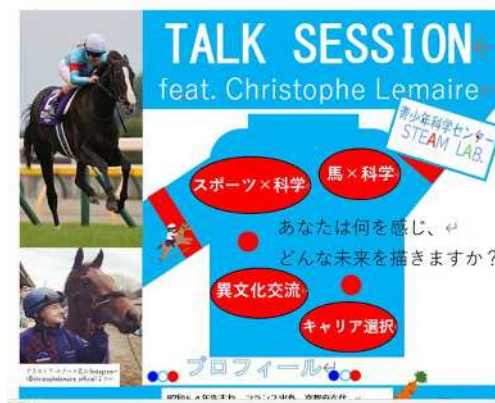 TALK SESSION
feat. Christophe Lemaire
青少年科学センター
STEAM LAB.
スポーツ×科学
馬×科学
あなたは何を感じ、
どんな未来を描きますか?
異文化交流
キャリア選択
プロフィール